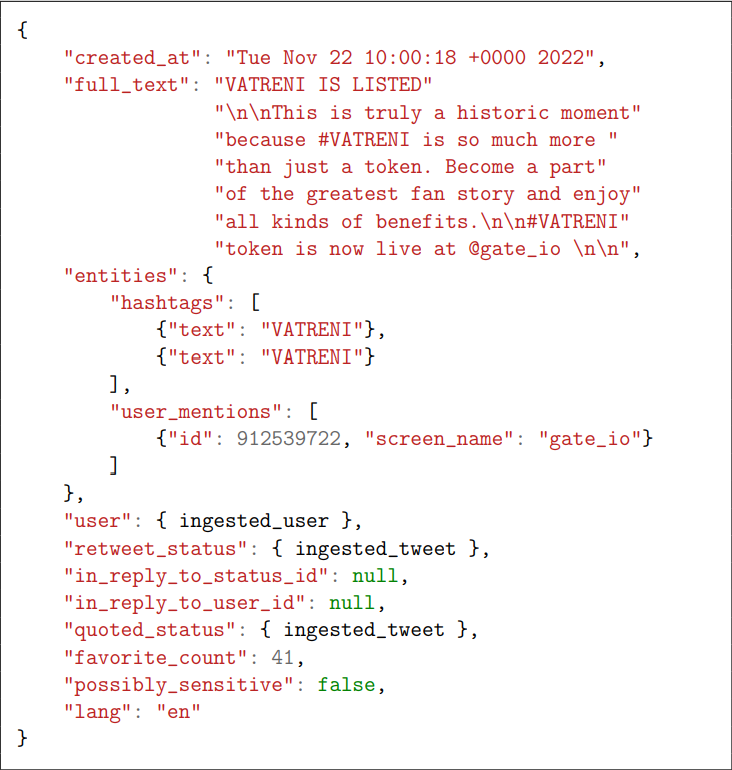 {
    "created_at": "Tue Nov 22 10:00:18 +0000 2022",
    "full_text": "VATRENI IS LISTED"
                 "\n\nThis is truly a historic moment"
                 "because #VATRENI is so much more "
                 "than just a token. Become a part"
                 "of the greatest fan story and enjoy"
                 "all kinds of benefits.\n\n#VATRENI"
                 "token is now live at @gate_io \n\n",
    "entities": {
        "hashtags": [
            {"text": "VATRENI"},
            {"text": "VATRENI"}
        ],
        "user_mentions": [
            {"id": 912539722, "screen_name": "gate_io"}
        ]
    },
    "user": { ingested_user },
    "retweet_status": { ingested_tweet },
    "in_reply_to_status_id": null,
    "in_reply_to_user_id": null,
    "quoted_status": { ingested_tweet },
    "favorite_count": 41,
    "possibly_sensitive": false,
    "lang": "en"
}